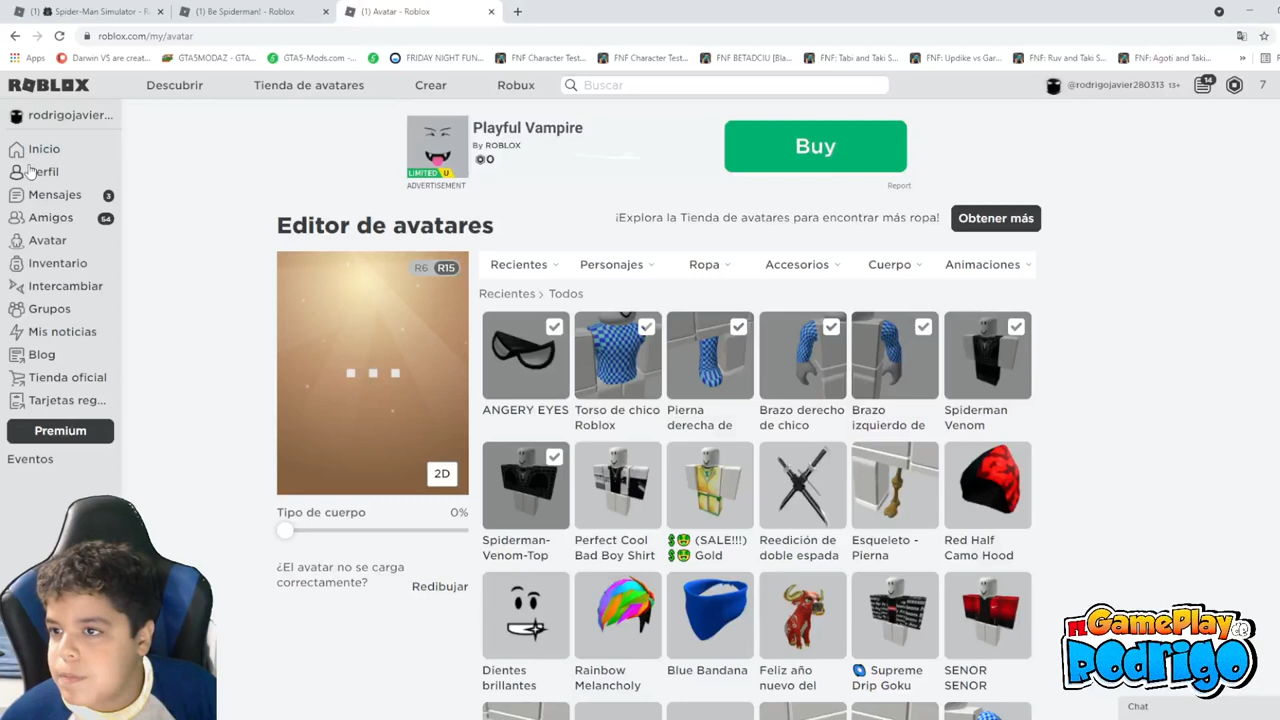 (1) Spider-Man Simulator - R
(1) Be Spiderman! - Roblox
(1) Avatar - Roblox
roblox.com/my/avatar
Apps
Darwin VS are creat...
GTA5MODAZ - GTA...
GTA5-Mods.com -...
FRIDAY NIGHT FUN...
FNF Character Test...
FNF Character Test...
FNF BETADCIU [Bla...
FNF: Tabi and Taki S...
FNF: Updike vs Gar...
FNF: Ruv and Taki S...
FNF: Agoti and Taki...
ROBLOX
Descubrir
Tienda de avatares
Crear
Robux
Buscar
@rodrigojavier280313 13+
14
7
rodrigojavier...
Inicio
Perfil
Mensajes 3
Amigos 54
Avatar
Inventario
Intercambiar
Grupos
Mis noticias
Blog
Tienda oficial
Tarjetas reg...
Premium
Eventos
Playful Vampire
By ROBLOX
0
LIMITED U
ADVERTISEMENT
Buy
Report
Editor de avatares
¡Explora la Tienda de avatares para encontrar más ropa!
Obtener más
R6 R15
2D
Tipo de cuerpo 0%
¿El avatar no se carga
correctamente?
Redibujar
Recientes
Personajes
Ropa
Accesorios
Cuerpo
Animaciones
Recientes > Todos
ANGERY EYES
Torso de chico
Roblox
Pierna
derecha de
Brazo derecho
de chico
Brazo
izquierdo de
Spiderman
Venom
Spiderman-
Venom-Top
Perfect Cool
Bad Boy Shirt
(SALE!!!)
Gold
Reedición de
doble espada
Esqueleto -
Pierna
Red Half
Camo Hood
Dientes
brillantes
Rainbow
Melancholy
Blue Bandana
Feliz año
nuevo del
Supreme
Drip Goku
SENOR
SENOR
GamePlay de
Rodrigo
Chat